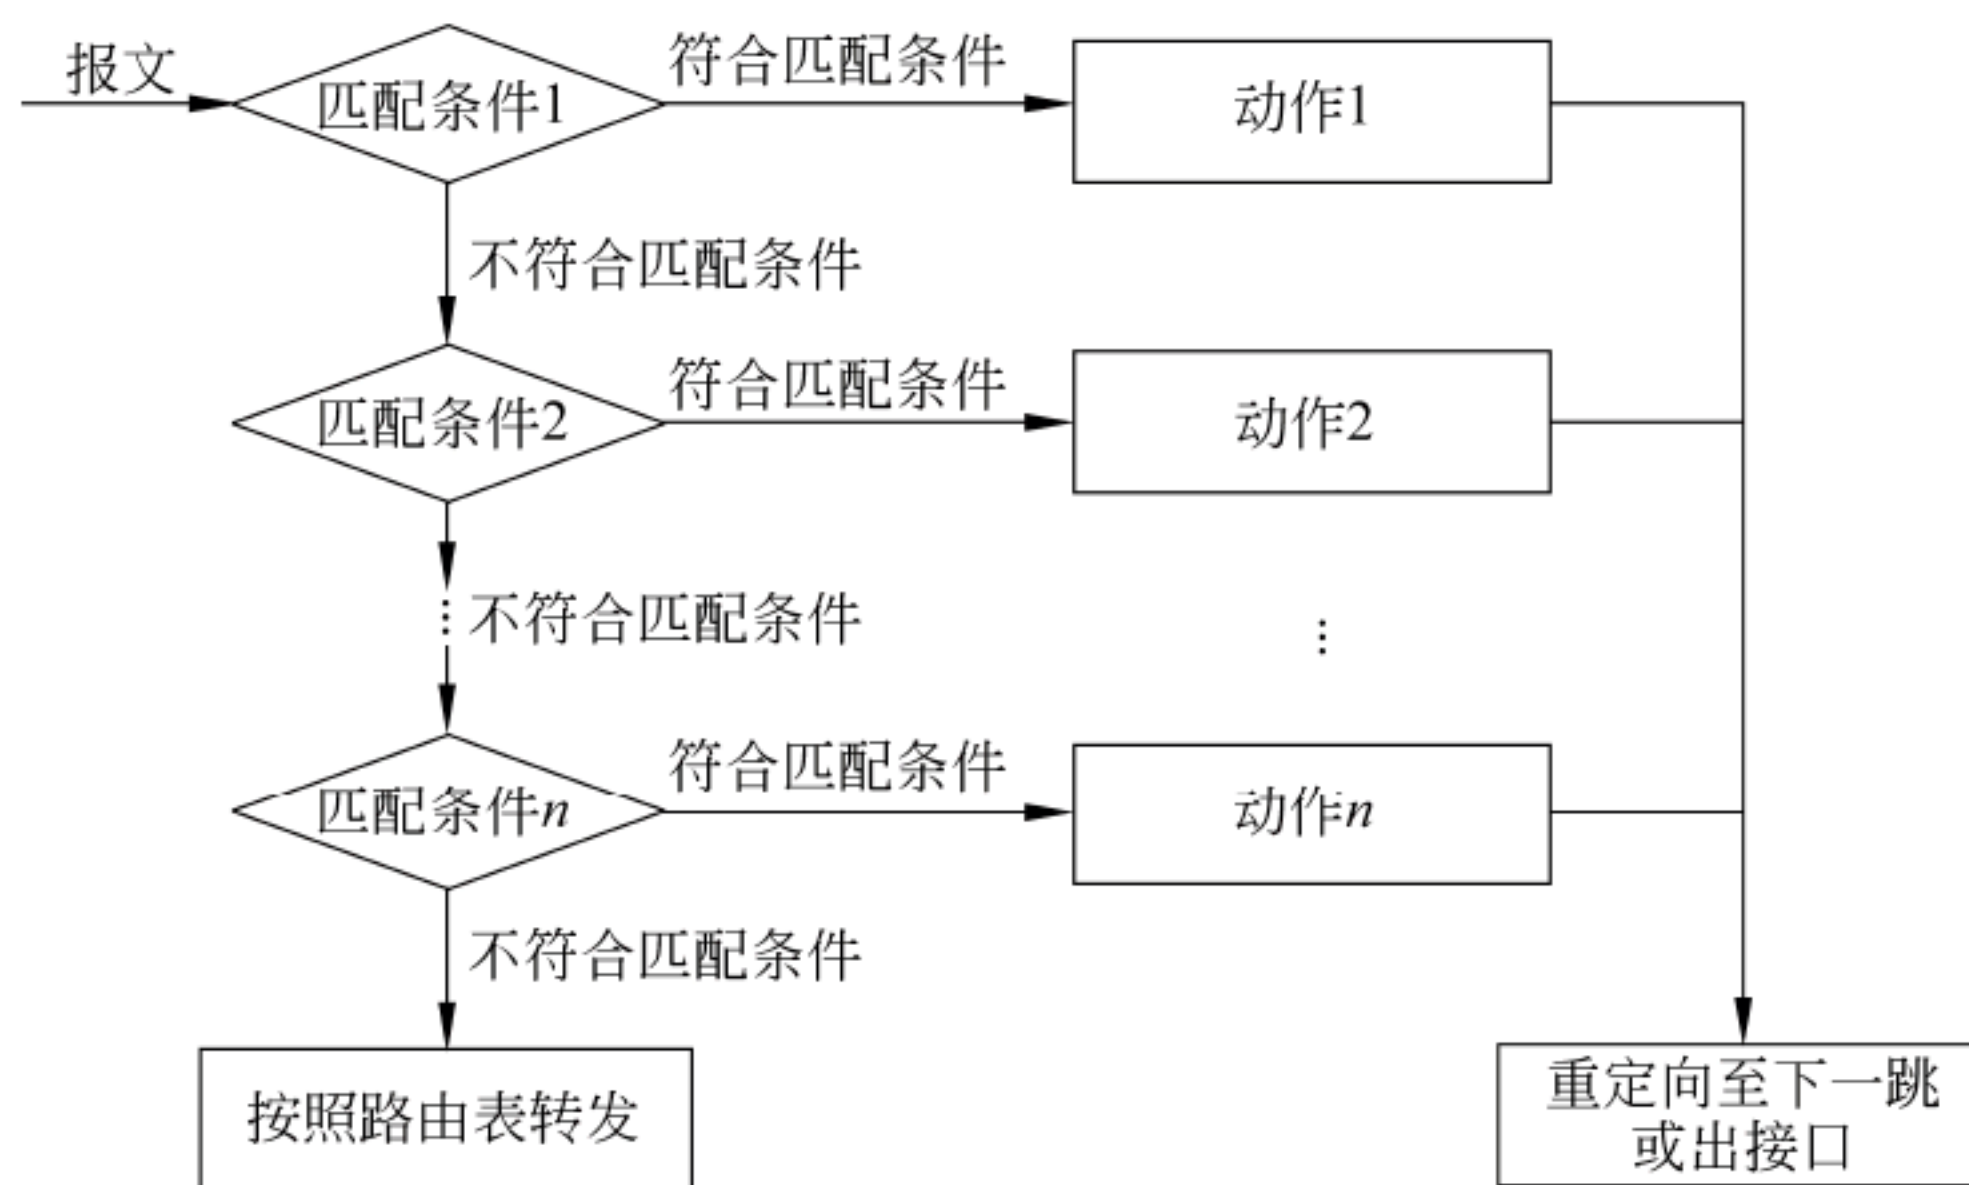 报文
匹配条件1
符合匹配条件
动作1
不符合匹配条件
匹配条件2
符合匹配条件
动作2
⋮
不符合匹配条件
⋮
匹配条件n
符合匹配条件
动作n
不符合匹配条件
按照路由表转发
重定向至下一跳
或出接口